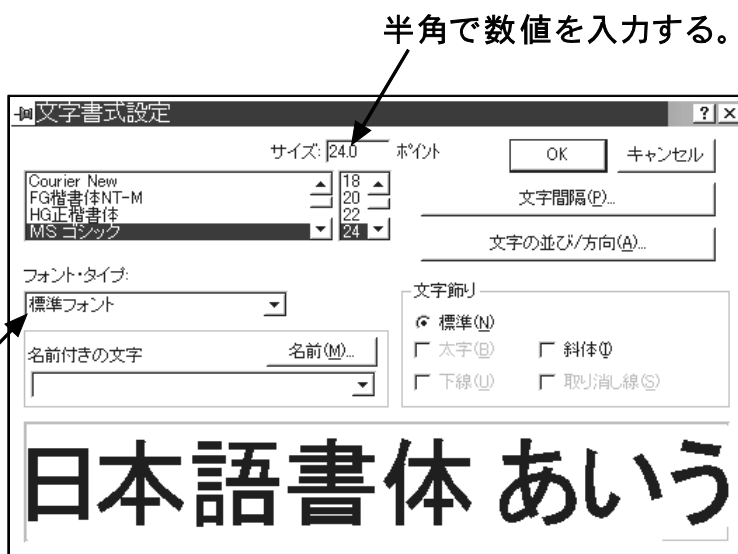 半角で数値を入力する。
文字書式設定
サイズ: 24.0 ポイント
OK キャンセル
Courier New
FG楷書体NT-M
HG正楷書体
MS ゴシック
18
20
22
24
文字間隔(P)...
文字の並び/方向(A)...
フォント・タイプ:
標準フォント
名前付きの文字 名前(M)...
文字飾り
標準(N)
太字(B) 斜体(I)
下線(U) 取り消し線(S)
日本語書体 あいう